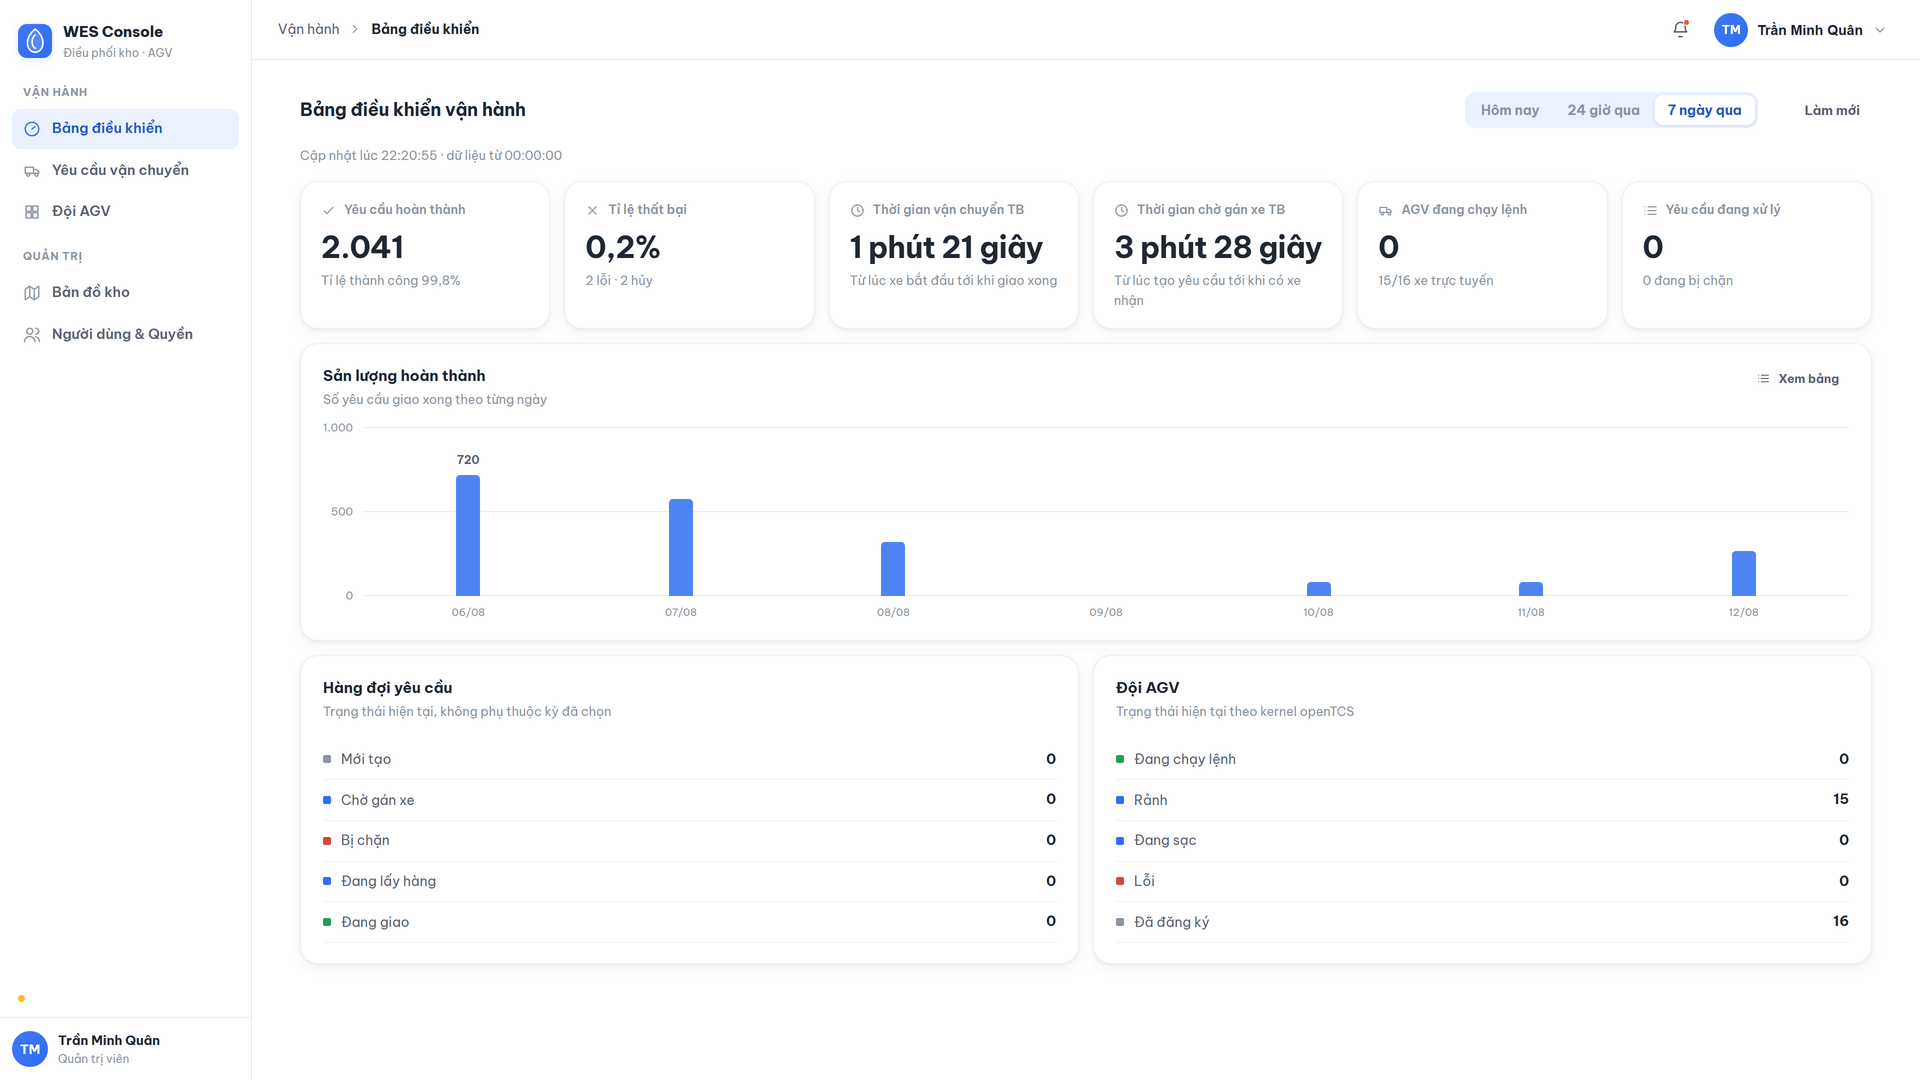 WES Console
Điều phối kho · AGV
VẬN HÀNH
Bảng điều khiển
Yêu cầu vận chuyển
Đội AGV
QUẢN TRỊ
Bản đồ kho
Người dùng & Quyền
TM
Trần Minh Quân
Quản trị viên
Vận hành
Bảng điều khiển
TM
Trần Minh Quân
Bảng điều khiển vận hành
Hôm nay
24 giờ qua
7 ngày qua
Làm mới
Cập nhật lúc 22:20:55 · dữ liệu từ 00:00:00
Yêu cầu hoàn thành
2.041
Tỉ lệ thành công 99,8%
Tỉ lệ thất bại
0,2%
2 lỗi · 2 hủy
Thời gian vận chuyển TB
1 phút 21 giây
Từ lúc xe bắt đầu tới khi giao xong
Thời gian chờ gán xe TB
3 phút 28 giây
Từ lúc tạo yêu cầu tới khi có xe
nhận
AGV đang chạy lệnh
0
15/16 xe trực tuyến
Yêu cầu đang xử lý
0
0 đang bị chặn
Sản lượng hoàn thành
Số yêu cầu giao xong theo từng ngày
Xem bảng
1.000
500
0
720
06/08
07/08
08/08
09/08
10/08
11/08
12/08
Hàng đợi yêu cầu
Trạng thái hiện tại, không phụ thuộc kỳ đã chọn
Mới tạo 0
Chờ gán xe 0
Bị chặn 0
Đang lấy hàng 0
Đang giao 0
Đội AGV
Trạng thái hiện tại theo kernel openTCS
Đang chạy lệnh 0
Rảnh 15
Đang sạc 0
Lỗi 0
Đã đăng ký 16